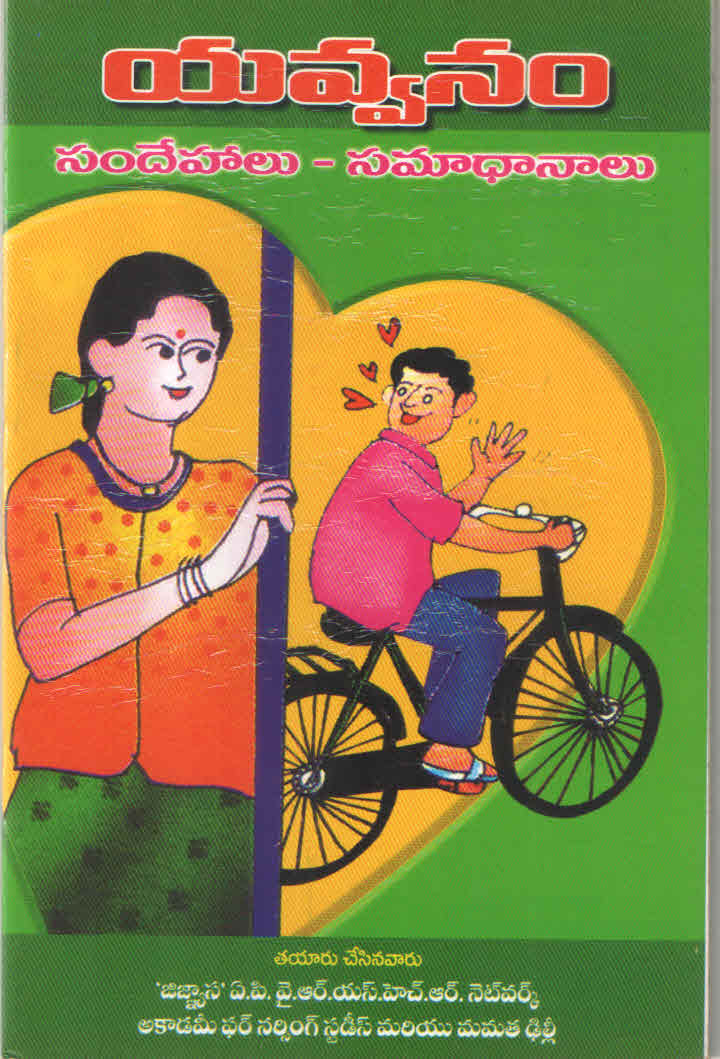 యవ్వనం
సందేహాలు - సమాధానాలు
తయారు చేసినవారు
'జిజ్ఞాస' ఏ.పి. వై.ఆర్.యస్.హెచ్.ఆర్. నెట్‌వర్క్
అకాడమీ ఫర్ నర్సింగ్ స్టడీస్ మరియు మమత ఢిల్లీ